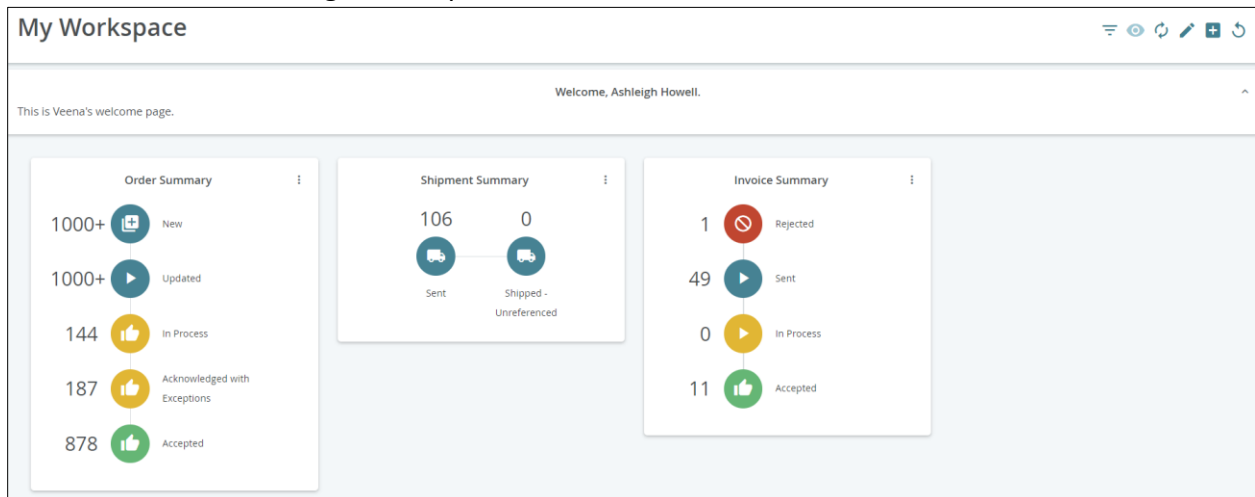 My Workspace
Welcome, Ashleigh Howell.
This is Veena's welcome page.
Order Summary
1000+ New
1000+ Updated
144 In Process
187 Acknowledged with
Exceptions
878 Accepted
Shipment Summary
106 0
Sent Shipped -
Unreferenced
Invoice Summary
1 Rejected
49 Sent
0 In Process
11 Accepted